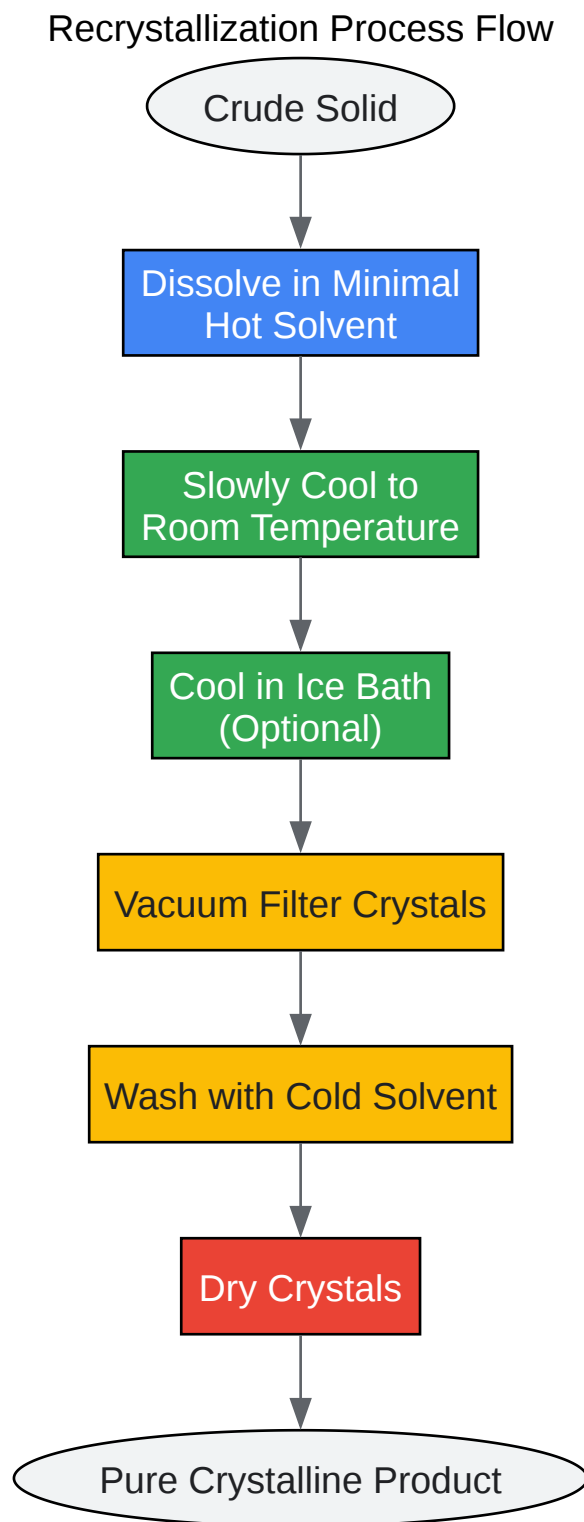 Recrystallization Process Flow
Crude Solid
Dissolve in Minimal
Hot Solvent
Slowly Cool to
Room Temperature
Cool in Ice Bath
(Optional)
Vacuum Filter Crystals
Wash with Cold Solvent
Dry Crystals
Pure Crystalline Product